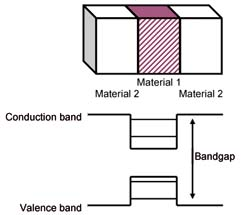 Material 1
Material 2 Material 2
Conduction band
Bandgap
Valence band